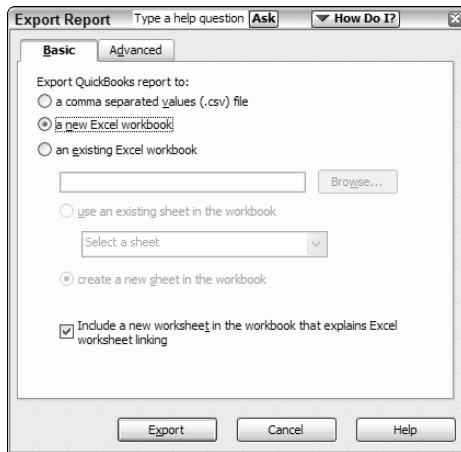 Export Report Type a help question Ask How Do I?
Basic Advanced
Export QuickBooks report to:
a comma separated values (.csv) file
a new Excel workbook
an existing Excel workbook
Browse...
use an existing sheet in the workbook
Select a sheet
create a new sheet in the workbook
Include a new worksheet in the workbook that explains Excel
worksheet linking
Export Cancel Help